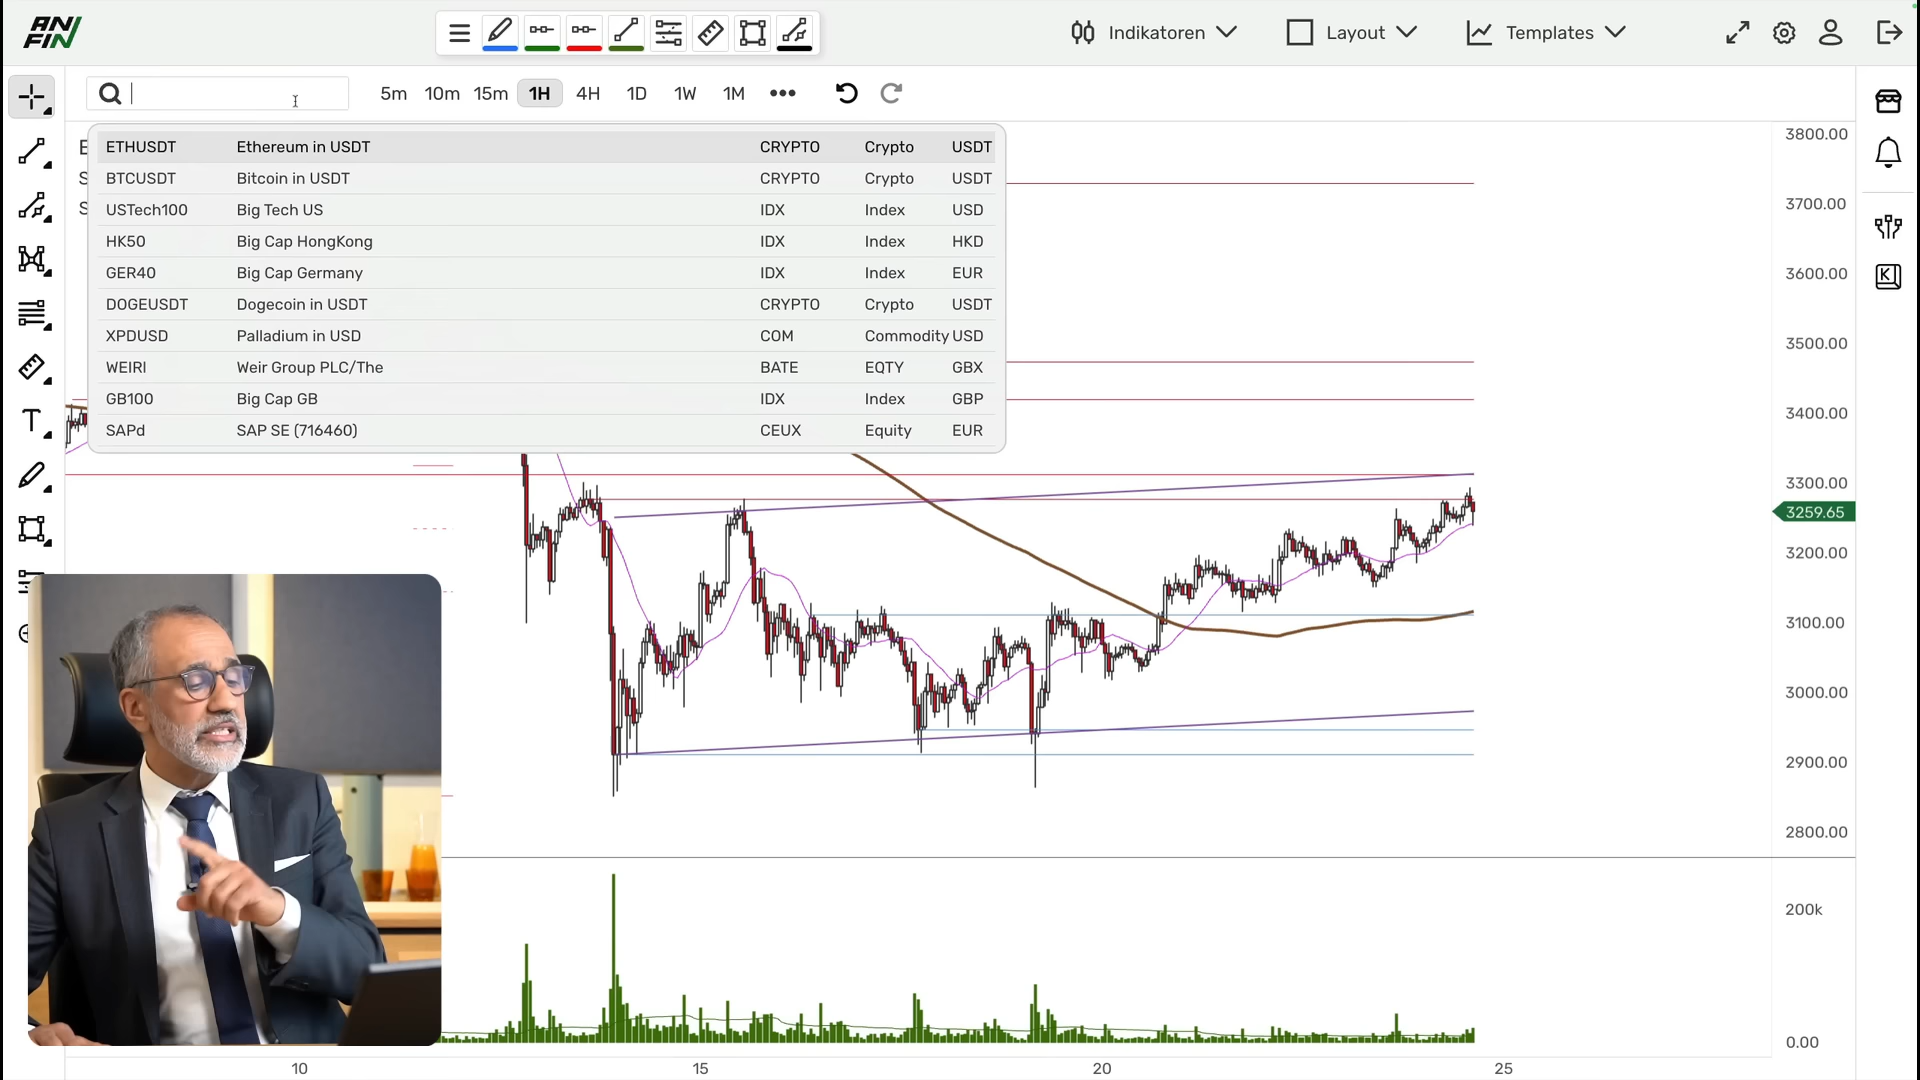 ANFIN
Indikatoren
Layout
Templates
5m 10m 15m 1H 4H 1D 1W 1M •••
ETHUSDT Ethereum in USDT CRYPTO Crypto USDT
BTCUSDT Bitcoin in USDT CRYPTO Crypto USDT
USTech100 Big Tech US IDX Index USD
HK50 Big Cap HongKong IDX Index HKD
GER40 Big Cap Germany IDX Index EUR
DOGEUSDT Dogecoin in USDT CRYPTO Crypto USDT
XPDUSD Palladium in USD COM Commodity USD
WEIRl Weir Group PLC/The BATE EQTY GBX
GB100 Big Cap GB IDX Index GBP
SAPd SAP SE (716460) CEUX Equity EUR
3800.00
3700.00
3600.00
3500.00
3400.00
3300.00
3259.65
3200.00
3100.00
3000.00
2900.00
2800.00
200k
0.00
10 15 20 25